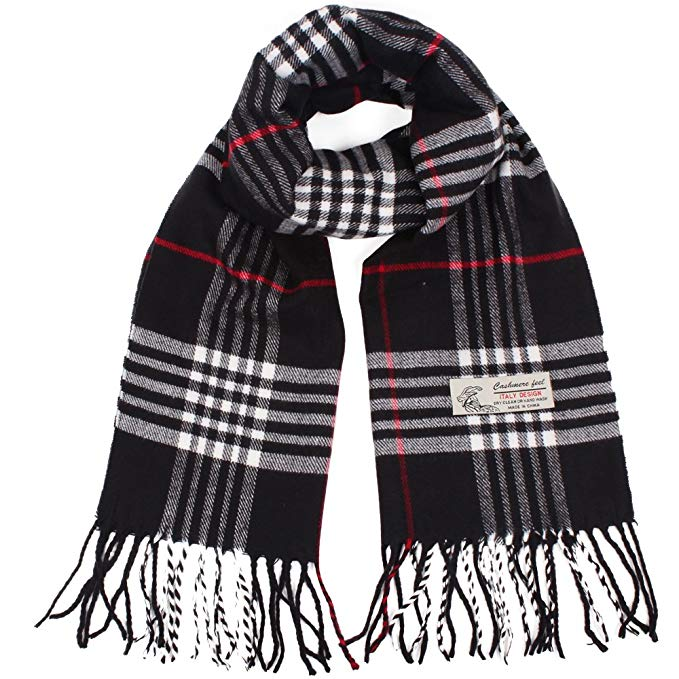 Cashmere feel
ITALY DESIGN
DRY CLEAN OR HAND WASH
MADE IN CHINA